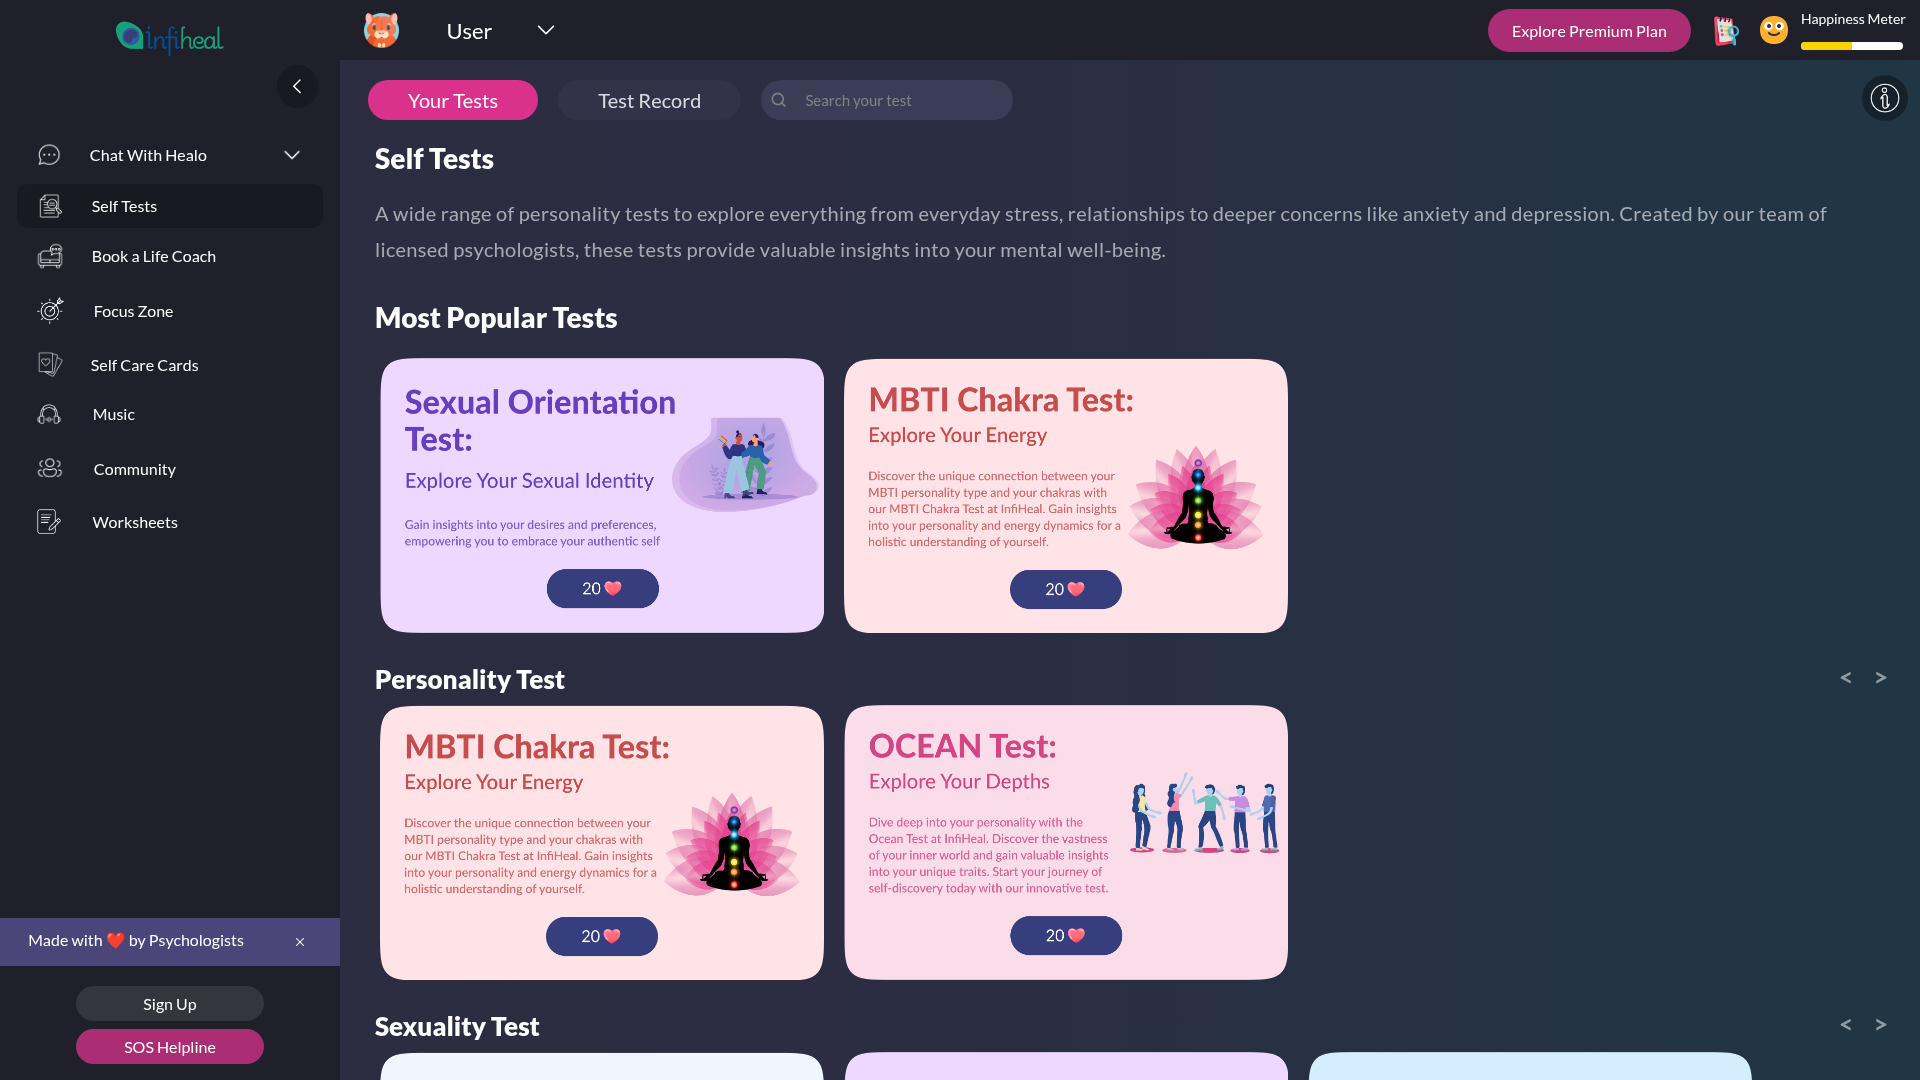 infiheal
User
Explore Premium Plan
Happiness Meter
Chat With Healo
Self Tests
Book a Life Coach
Focus Zone
Self Care Cards
Music
Community
Worksheets
Made with ❤️ by Psychologists
×
Sign Up
SOS Helpline
Your Tests
Test Record
Search your test
Self Tests
A wide range of personality tests to explore everything from everyday stress, relationships to deeper concerns like anxiety and depression. Created by our team of
licensed psychologists, these tests provide valuable insights into your mental well-being.
Most Popular Tests
Sexual Orientation
Test:
Explore Your Sexual Identity
Gain insights into your desires and preferences,
empowering you to embrace your authentic self
20 ❤️
MBTI Chakra Test:
Explore Your Energy
Discover the unique connection between your
MBTI personality type and your chakras with
our MBTI Chakra Test at InfiHeal. Gain insights
into your personality and energy dynamics for a
holistic understanding of yourself.
20 ❤️
Personality Test
< >
MBTI Chakra Test:
Explore Your Energy
Discover the unique connection between your
MBTI personality type and your chakras with
our MBTI Chakra Test at InfiHeal. Gain insights
into your personality and energy dynamics for a
holistic understanding of yourself.
20 ❤️
OCEAN Test:
Explore Your Depths
Dive deep into your personality with the
Ocean Test at InfiHeal. Discover the vastness
of your inner world and gain valuable insights
into your unique traits. Start your journey of
self-discovery today with our innovative test.
20 ❤️
Sexuality Test
< >